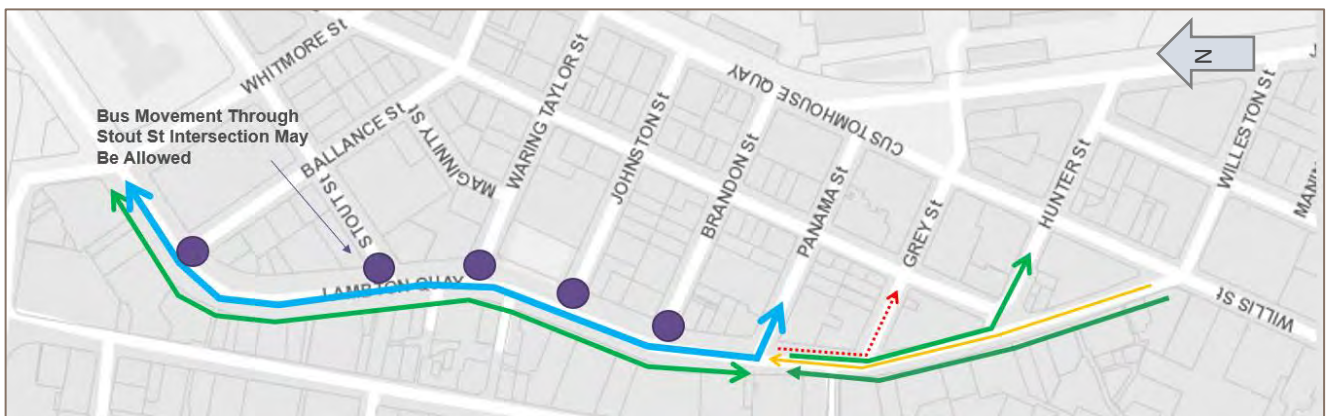 WHITMORE St
Bus Movement Through
Stout St Intersection May
Be Allowed
BALLANCE St
MAGINNITY St
STOUT St
WARING TAYLOR St
JOHNSTON St
BRANDON St
CUSTOMHOUSE QUAY
PANAMA St
GREY St
HUNTER St
WILLESTON St
WILLIS St
LAMBTON QUAY
N